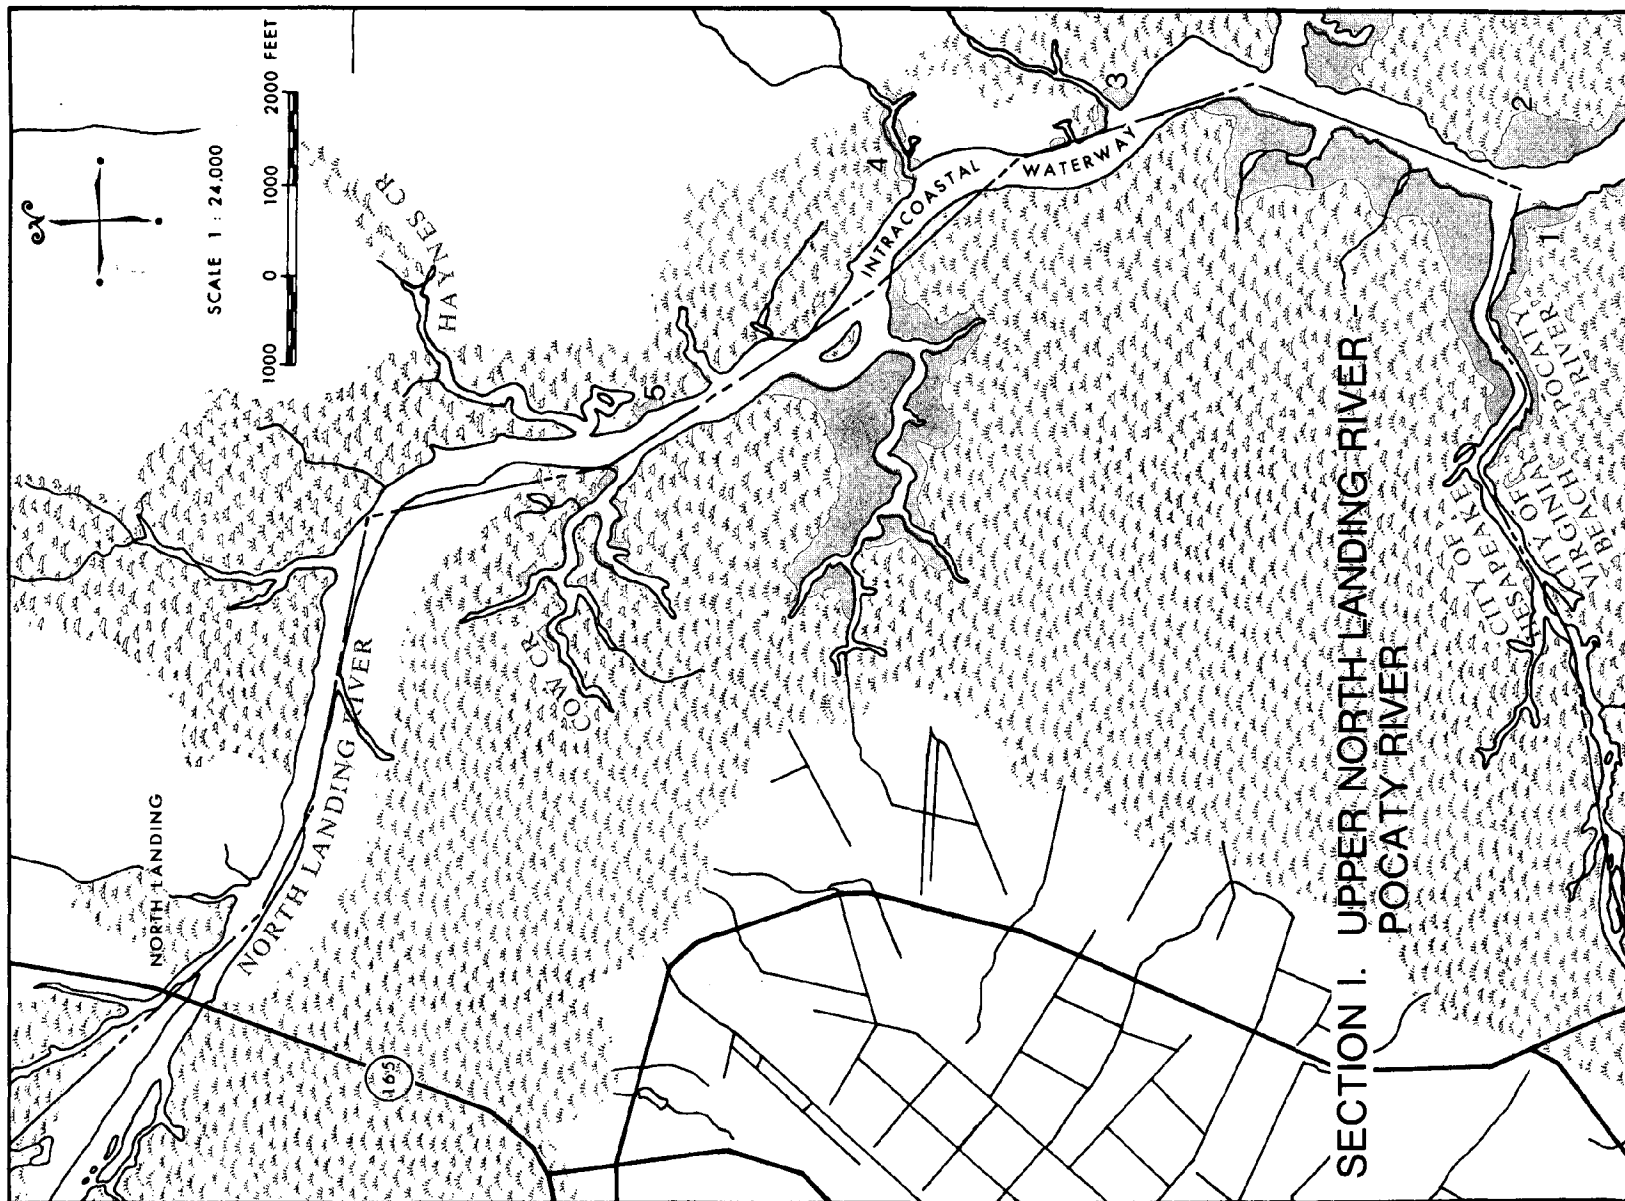 N
SCALE 1 : 24,000
1000 0 1000 2000 FEET
HAYNES CR
NORTH LANDING
NORTH LANDING RIVER
165
COW CR
5
4
3
2
1
INTRACOASTAL WATERWAY
CITY OF
CHESAPEAKE
CITY OF
VIRGINIA
BEACH
POCATY
RIVER
SECTION I. UPPER NORTH LANDING RIVER -
POCATY RIVER